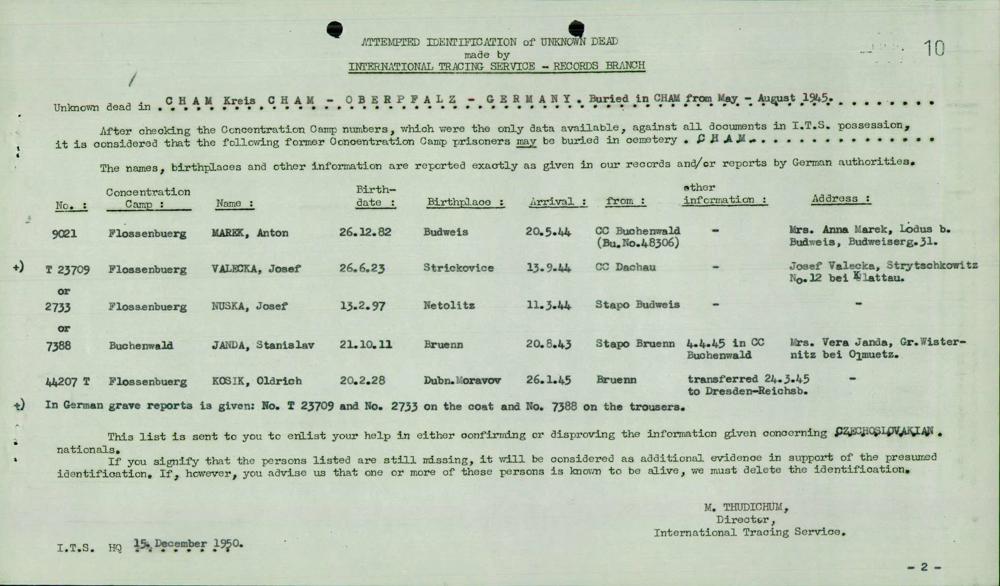 10
ATTEMPTED IDENTIFICATION of UNKNOWN DEAD
made by
INTERNATIONAL TRACING SERVICE - RECORDS BRANCH
Unknown dead in . CHAM Kreis CHAM - OBERPFALZ - GERMANY. Buried in CHAM from May - August 1945.
After checking the Concentration Camp numbers, which were the only data available, against all documents in I.T.S. possession,
it is considered that the following former Concentration Camp prisoners may be buried in cemetery . CHAM.
The names, birthplaces and other information are reported exactly as given in our records and/or reports by German authorities.
No. : Concentration Camp : Name : Birth-date : Birthplace : Arrival : from : other information : Address :
9021 Flossenbuerg MAREK, Anton 26.12.82 Budweis 20.5.44 CC Buchenwald - Mrs. Anna Marek, Lodus b.
(Bu.No.48306) Budweis, Budweiserg.31.
+) T 23709 Flossenbuerg VALECKA, Josef 26.6.23 Strickovice 13.9.44 CC Dachau - Josef Valecka, Strytschkowitz
No.12 bei Klattau.
or
2733 Flossenbuerg NUSKA, Josef 13.2.97 Netolitz 11.3.44 Stapo Budweis - -
or
7388 Buchenwald JANDA, Stanislav 21.10.11 Bruenn 20.8.43 Stapo Bruenn 4.4.45 in CC Mrs. Vera Janda, Gr.Wister-
Buchenwald nitz bei Olmuetz.
44207 T Flossenbuerg KOSIK, Oldrich 20.2.28 Dubn.Moravov 26.1.45 Bruenn transferred 24.3.45 -
to Dresden-Reichsb.
+) In German grave reports is given: No. T 23709 and No. 2733 on the coat and No. 7388 on the trousers.
This list is sent to you to enlist your help in either confirming or disproving the information given concerning CZECHOSLOVAKIAN .
nationals.
If you signify that the persons listed are still missing, it will be considered as additional evidence in support of the presumed
identification. If, however, you advise us that one or more of these persons is known to be alive, we must delete the identification.
M. THUDICHUM,
Director,
International Tracing Service.
I.T.S. HQ 15. December 1950.
- 2 -